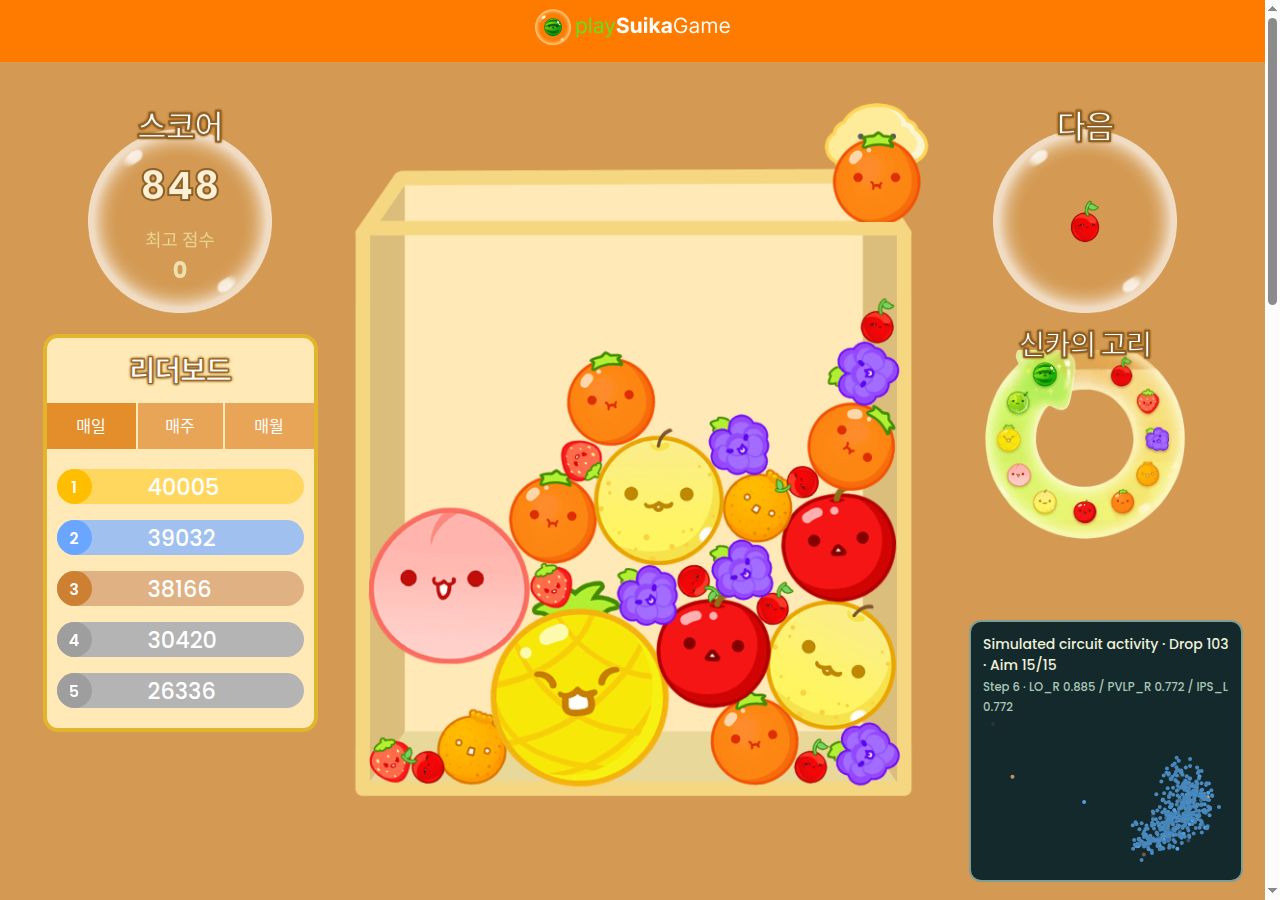 playSuikaGame
스코어
848
최고 점수
0
다음
리더보드
매일 매주 매월
1 40005
2 39032
3 38166
4 30420
5 26336
신카의 고리
Simulated circuit activity · Drop 103
· Aim 15/15
Step 6 · LO_R 0.885 / PVLP_R 0.772 / IPS_L
0.772